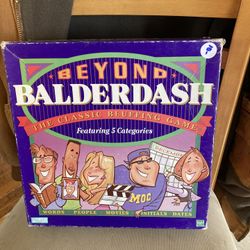 BEYOND
BALDERDASH
THE CLASSIC BLUFFING GAME
Featuring 5 Categories
MOC
WORDS PEOPLE MOVIES INITIALS DATES